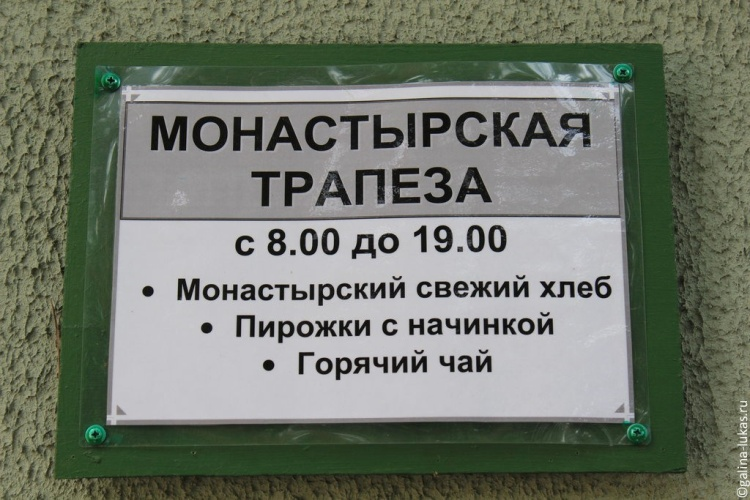 МОНАСТЫРСКАЯ
ТРАПЕЗА
с 8.00 до 19.00
• Монастырский свежий хлеб
• Пирожки с начинкой
• Горячий чай
©galina-lukas.ru